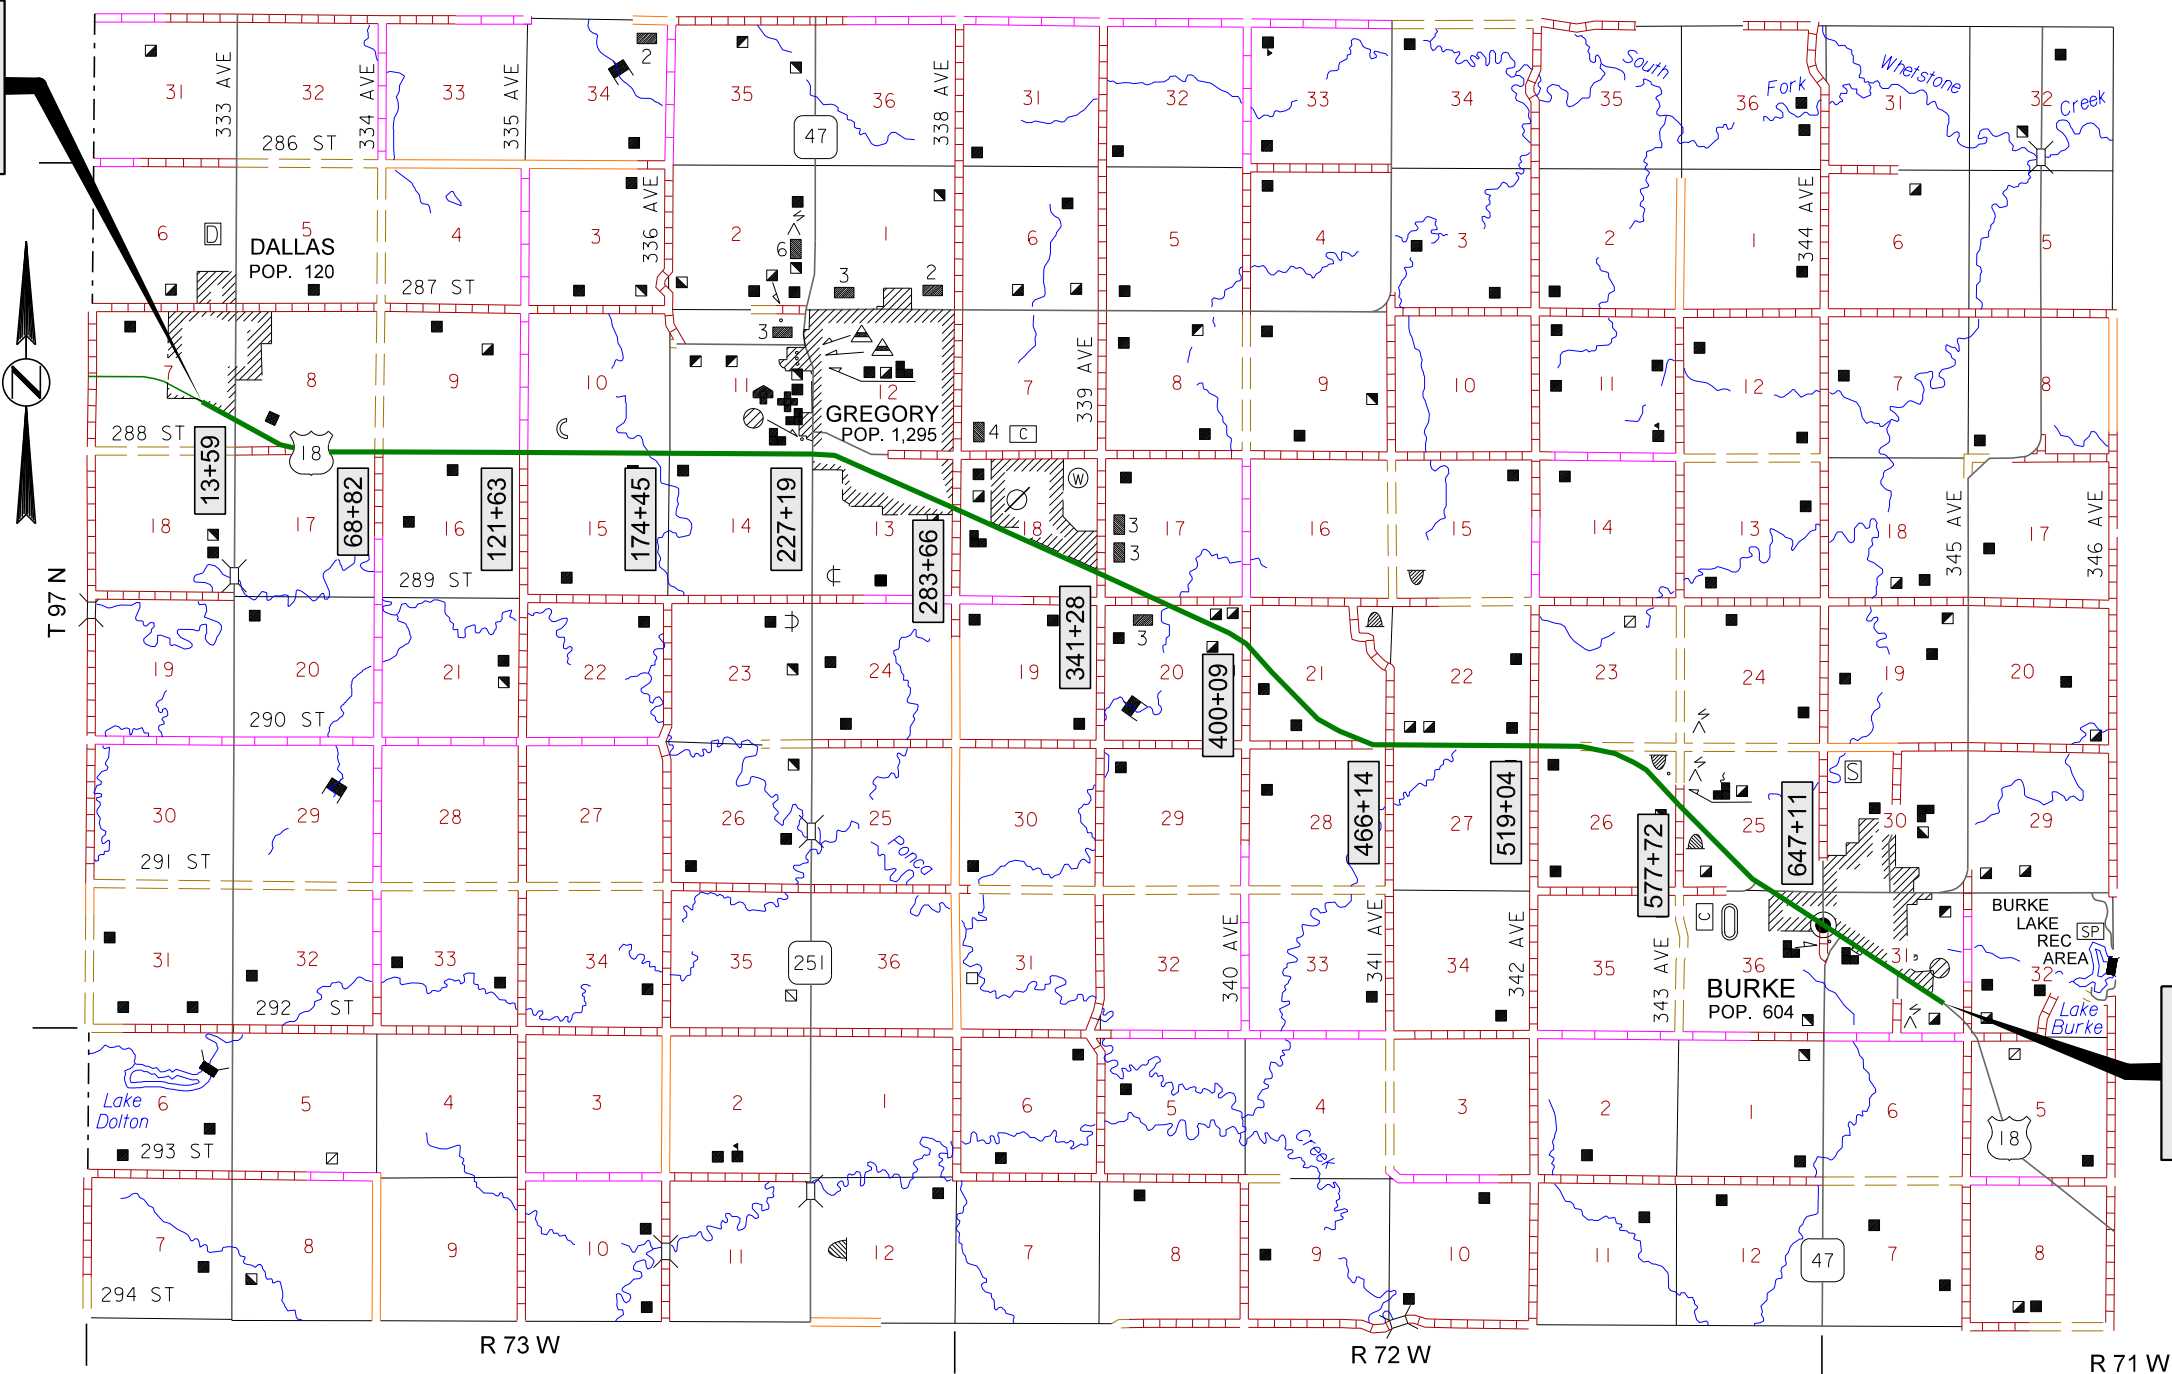 31 32 33 34 35 36 31 32 33 34 35 36 31 32
333 AVE
334 AVE
335 AVE
338 AVE
2
South
Fork
Whetstone
Creek
286 ST
47
6 5 4 3 2 1 6 5 4 3 2 1 6 5
D
DALLAS
POP. 120
336 AVE
344 AVE
6
3
2
287 ST
3
7 8 9 10 11 12 7 8 9 10 11 12 7 8
339 AVE
GREGORY
POP. 1,295
4
C
288 ST
18
N
13+59
68+82
121+63
174+45
227+19
283+66
341+28
400+09
466+14
519+04
577+72
647+11
W
18 17 16 15 14 13 18 17 16 15 14 13 18 17
3
3
345 AVE
346 AVE
289 ST
T 97 N
3
19 20 21 22 23 24 19 20 21 22 23 24 19 20
290 ST
S
30 29 28 27 26 25 30 29 28 27 26 25 30 29
291 ST
Ponca
340 AVE
341 AVE
342 AVE
343 AVE
C
BURKE
LAKE
REC
AREA
SP
31 32 33 34 35 36 31 32 33 34 35 36 31 32
251
BURKE
POP. 604
292 ST
Lake
Burke
Lake
Dolton
6 5 4 3 2 1 6 5 4 3 2 1 6 5
Creek
18
293 ST
7 8 9 10 11 12 7 8 9 10 11 12 7 8
47
294 ST
R 73 W
R 72 W
R 71 W